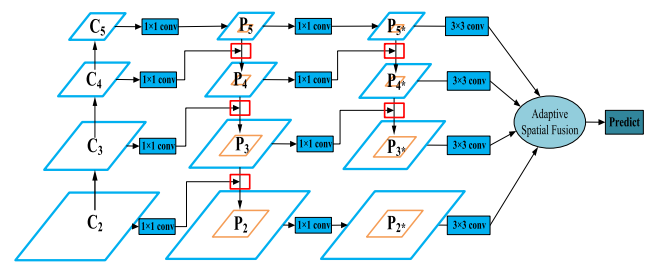 C5 1×1 conv P5 1×1 conv P5* 3×3 conv
C4 1×1 conv P4 1×1 conv P4* 3×3 conv
Adaptive
Spatial Fusion
Predict
C3 1×1 conv P3 1×1 conv P3* 3×3 conv
C2 1×1 conv P2 1×1 conv P2* 3×3 conv